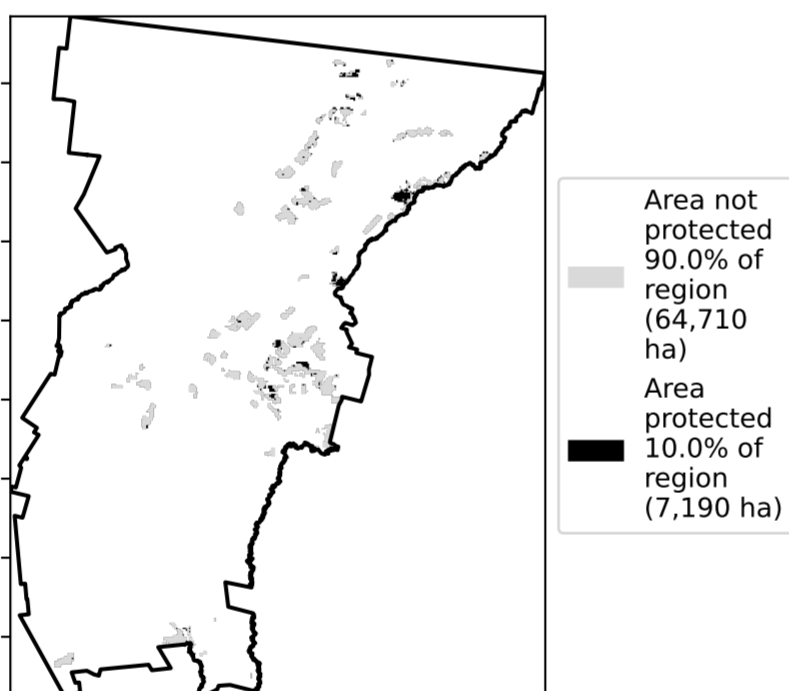 Area not
protected
90.0% of
region
(64,710
ha)
Area
protected
10.0% of
region
(7,190 ha)